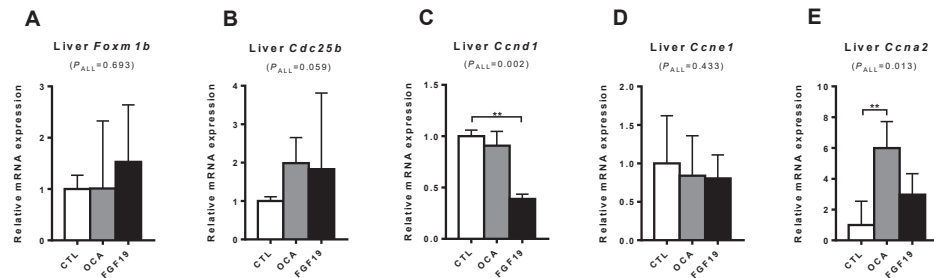 A
Liver Foxm1b
(PALL=0.693)
Relative mRNA expression
3
2
1
0
CTL
OCA
FGF19
B
Liver Cdc25b
(PALL=0.059)
Relative mRNA expression
4
3
2
1
0
CTL
OCA
FGF19
C
Liver Ccnd1
(PALL=0.002)
Relative mRNA expression
1.5
1.0
0.5
0.0
**
CTL
OCA
FGF19
D
Liver Ccne1
(PALL=0.433)
Relative mRNA expression
2.0
1.5
1.0
0.5
0.0
CTL
OCA
FGF19
E
Liver Ccna2
(PALL=0.013)
Relative mRNA expression
10
8
6
4
2
0
**
CTL
OCA
FGF19